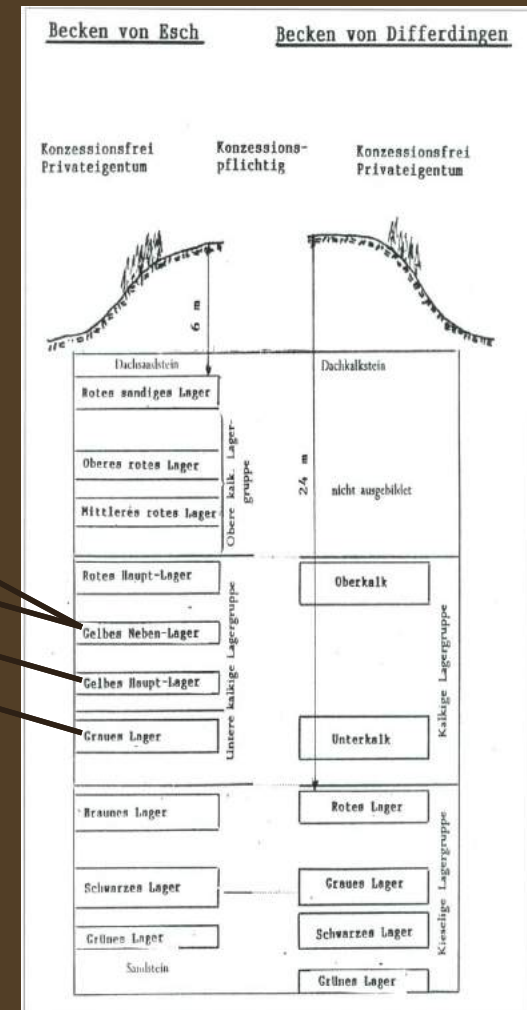 Becken von Esch
Becken von Differdingen
Konzessionsfrei
Privateigentum
Konzessions-
pflichtig
Konzessionsfrei
Privateigentum
6 m
24 m
Dachsandstein
Dachkalkstein
Rotes sandiges Lager
Oberes rotes Lager
Mittleres rotes Lager
Obere kalk. Lager-
gruppe
nicht ausgebildet
Rotes Haupt-Lager
Gelbes Neben-Lager
Gelbes Haupt-Lager
Graues Lager
Untere kalkige Lagergruppe
Oberkalk
Unterkalk
Kalkige Lagergruppe
Braunes Lager
Schwarzes Lager
Grünes Lager
Sandstein
Rotes Lager
Graues Lager
Schwarzes Lager
Grünes Lager
Kieselige Lagergruppe